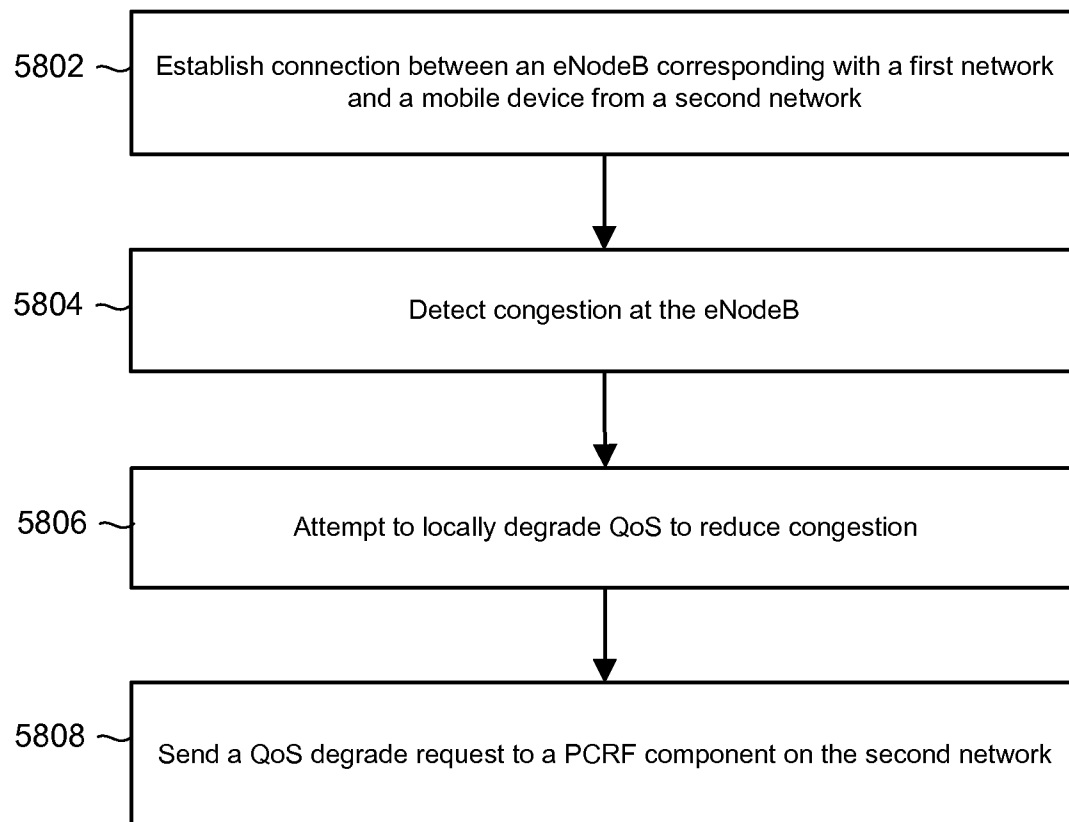 5802
Establish connection between an eNodeB corresponding with a first network
and a mobile device from a second network
5804
Detect congestion at the eNodeB
5806
Attempt to locally degrade QoS to reduce congestion
5808
Send a QoS degrade request to a PCRF component on the second network